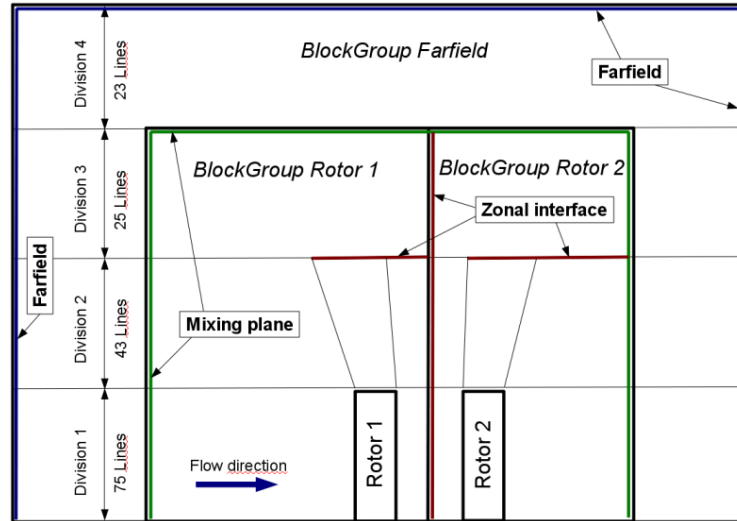 BlockGroup Farfield
Farfield
Division 4
23 Lines
BlockGroup Rotor 1
BlockGroup Rotor 2
Division 3
25 Lines
Zonal interface
Farfield
Division 2
43 Lines
Mixing plane
Division 1
75 Lines
Flow direction
Rotor 1
Rotor 2